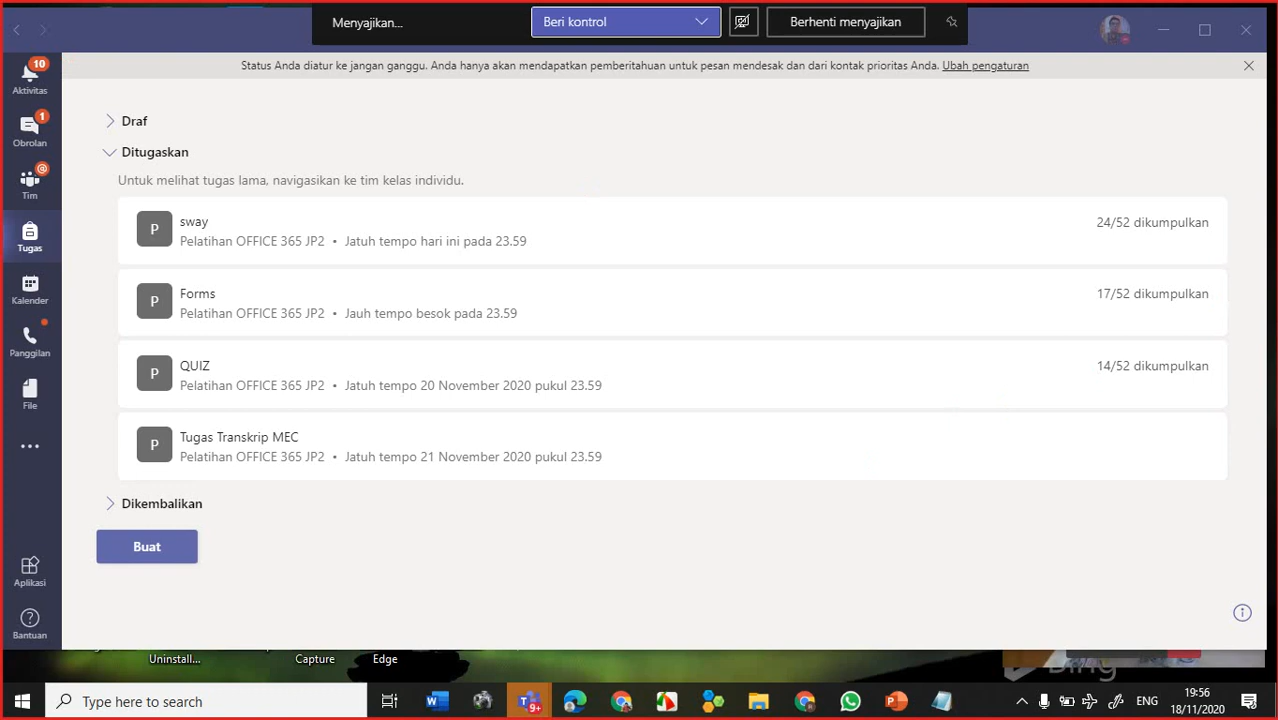 Menyajikan...
Beri kontrol
Berhenti menyajikan
Status Anda diatur ke jangan ganggu. Anda hanya akan mendapatkan pemberitahuan untuk pesan mendesak dan dari kontak prioritas Anda. Ubah pengaturan
10
Aktivitas
1
Obrolan
@
Tim
Tugas
Kalender
Panggilan
File
Aplikasi
Bantuan
Draf
Ditugaskan
Untuk melihat tugas lama, navigasikan ke tim kelas individu.
P
sway
24/52 dikumpulkan
Pelatihan OFFICE 365 JP2 • Jatuh tempo hari ini pada 23.59
P
Forms
17/52 dikumpulkan
Pelatihan OFFICE 365 JP2 • Jauh tempo besok pada 23.59
P
QUIZ
14/52 dikumpulkan
Pelatihan OFFICE 365 JP2 • Jatuh tempo 20 November 2020 pukul 23.59
P
Tugas Transkrip MEC
Pelatihan OFFICE 365 JP2 • Jatuh tempo 21 November 2020 pukul 23.59
Dikembalikan
Buat
Uninstall...
Capture
Edge
Bing
Type here to search
9+
ENG
19:56
18/11/2020